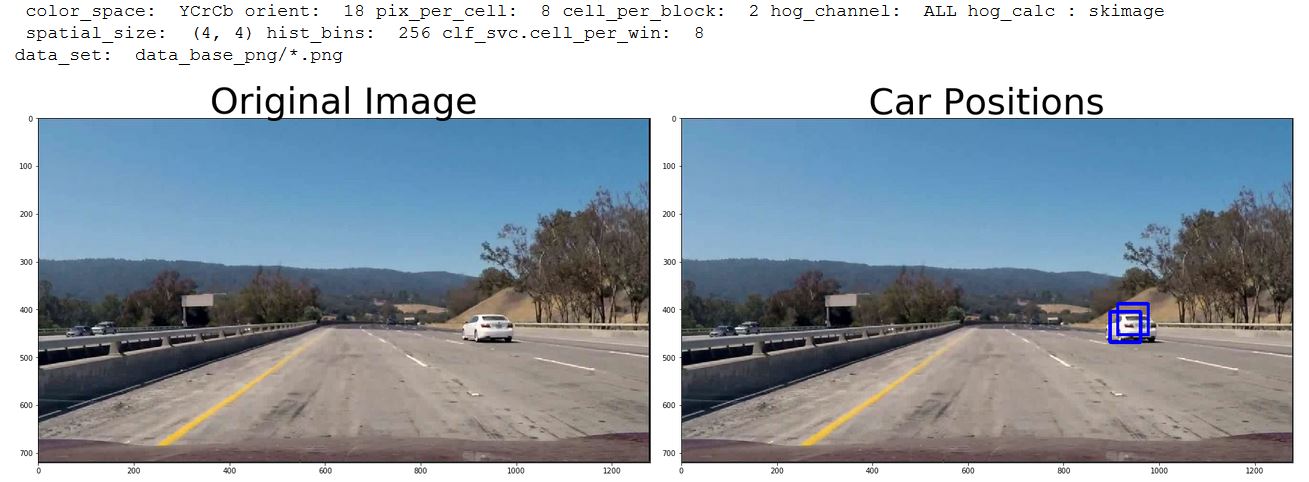 color_space:  YCrCb orient:  18 pix_per_cell:  8 cell_per_block:  2 hog_channel:  ALL hog_calc : skimage
spatial_size:  (4, 4) hist_bins:  256 clf_svc.cell_per_win:  8
data_set:  data_base_png/*.png
Original Image
0
100
200
300
400
500
600
700
0 200 400 600 800 1000 1200
Car Positions
0
100
200
300
400
500
600
700
0 200 400 600 800 1000 1200